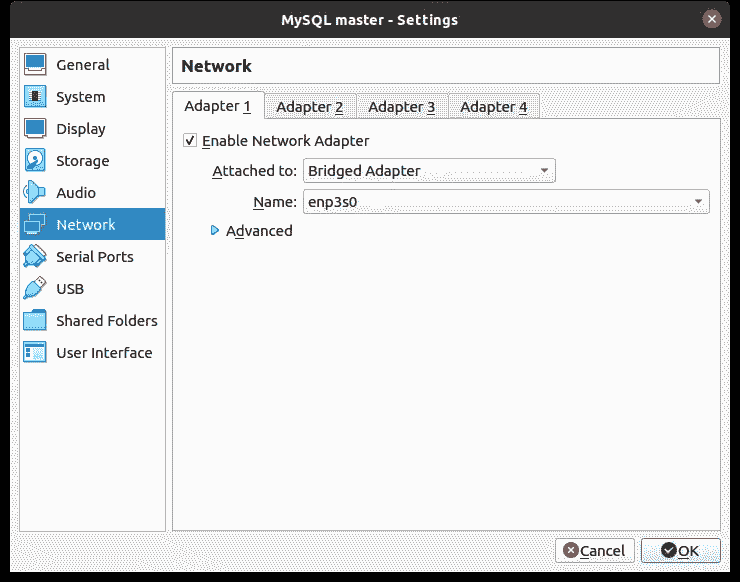 MySQL master - Settings
General
System
Display
Storage
Audio
Network
Serial Ports
USB
Shared Folders
User Interface
Network
Adapter 1 Adapter 2 Adapter 3 Adapter 4
Enable Network Adapter
Attached to: Bridged Adapter
Name: enp3s0
Advanced
Cancel OK